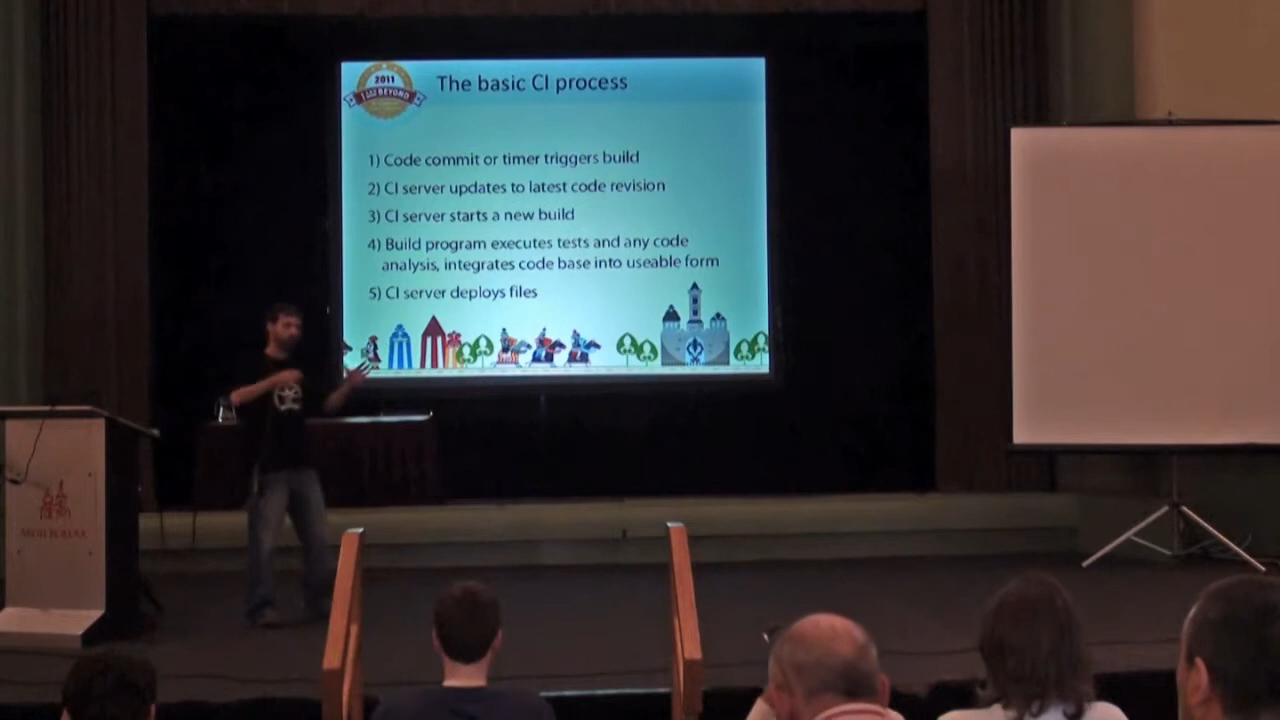 2011
BEYOND
The basic CI process
1) Code commit or timer triggers build
2) CI server updates to latest code revision
3) CI server starts a new build
4) Build program executes tests and any code
analysis, integrates code base into useable form
5) CI server deploys files